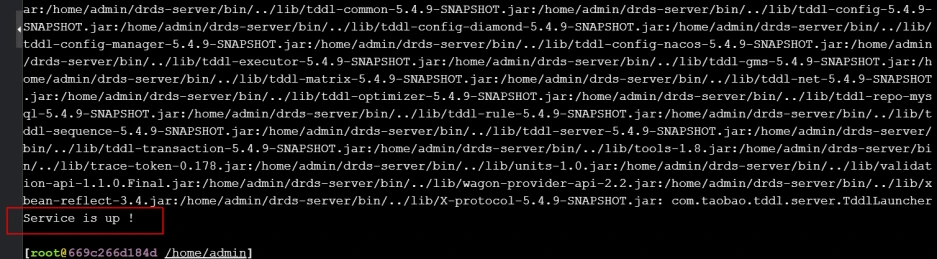 ar:/home/admin/drds-server/bin/../lib/tddl-common-5.4.9-SNAPSHOT.jar:/home/admin/drds-server/bin/../lib/tddl-config-5.4.9-
SNAPSHOT.jar:/home/admin/drds-server/bin/../lib/tddl-config-diamond-5.4.9-SNAPSHOT.jar:/home/admin/drds-server/bin/../lib/
tddl-config-manager-5.4.9-SNAPSHOT.jar:/home/admin/drds-server/bin/../lib/tddl-config-nacos-5.4.9-SNAPSHOT.jar:/home/admin
/drds-server/bin/../lib/tddl-executor-5.4.9-SNAPSHOT.jar:/home/admin/drds-server/bin/../lib/tddl-gms-5.4.9-SNAPSHOT.jar:/h
ome/admin/drds-server/bin/../lib/tddl-matrix-5.4.9-SNAPSHOT.jar:/home/admin/drds-server/bin/../lib/tddl-net-5.4.9-SNAPSHOT
.jar:/home/admin/drds-server/bin/../lib/tddl-optimizer-5.4.9-SNAPSHOT.jar:/home/admin/drds-server/bin/../lib/tddl-repo-mys
ql-5.4.9-SNAPSHOT.jar:/home/admin/drds-server/bin/../lib/tddl-rule-5.4.9-SNAPSHOT.jar:/home/admin/drds-server/bin/../lib/t
ddl-sequence-5.4.9-SNAPSHOT.jar:/home/admin/drds-server/bin/../lib/tddl-server-5.4.9-SNAPSHOT.jar:/home/admin/drds-server/
bin/../lib/tddl-transaction-5.4.9-SNAPSHOT.jar:/home/admin/drds-server/bin/../lib/tools-1.8.jar:/home/admin/drds-server/bi
n/../lib/trace-token-0.178.jar:/home/admin/drds-server/bin/../lib/units-1.0.jar:/home/admin/drds-server/bin/../lib/validat
ion-api-1.1.0.Final.jar:/home/admin/drds-server/bin/../lib/wagon-provider-api-2.2.jar:/home/admin/drds-server/bin/../lib/x
bean-reflect-3.4.jar:/home/admin/drds-server/bin/../lib/X-protocol-5.4.9-SNAPSHOT.jar: com.taobao.tddl.server.TddlLauncher
Service is up !
[root@669c266d184d /home/admin]